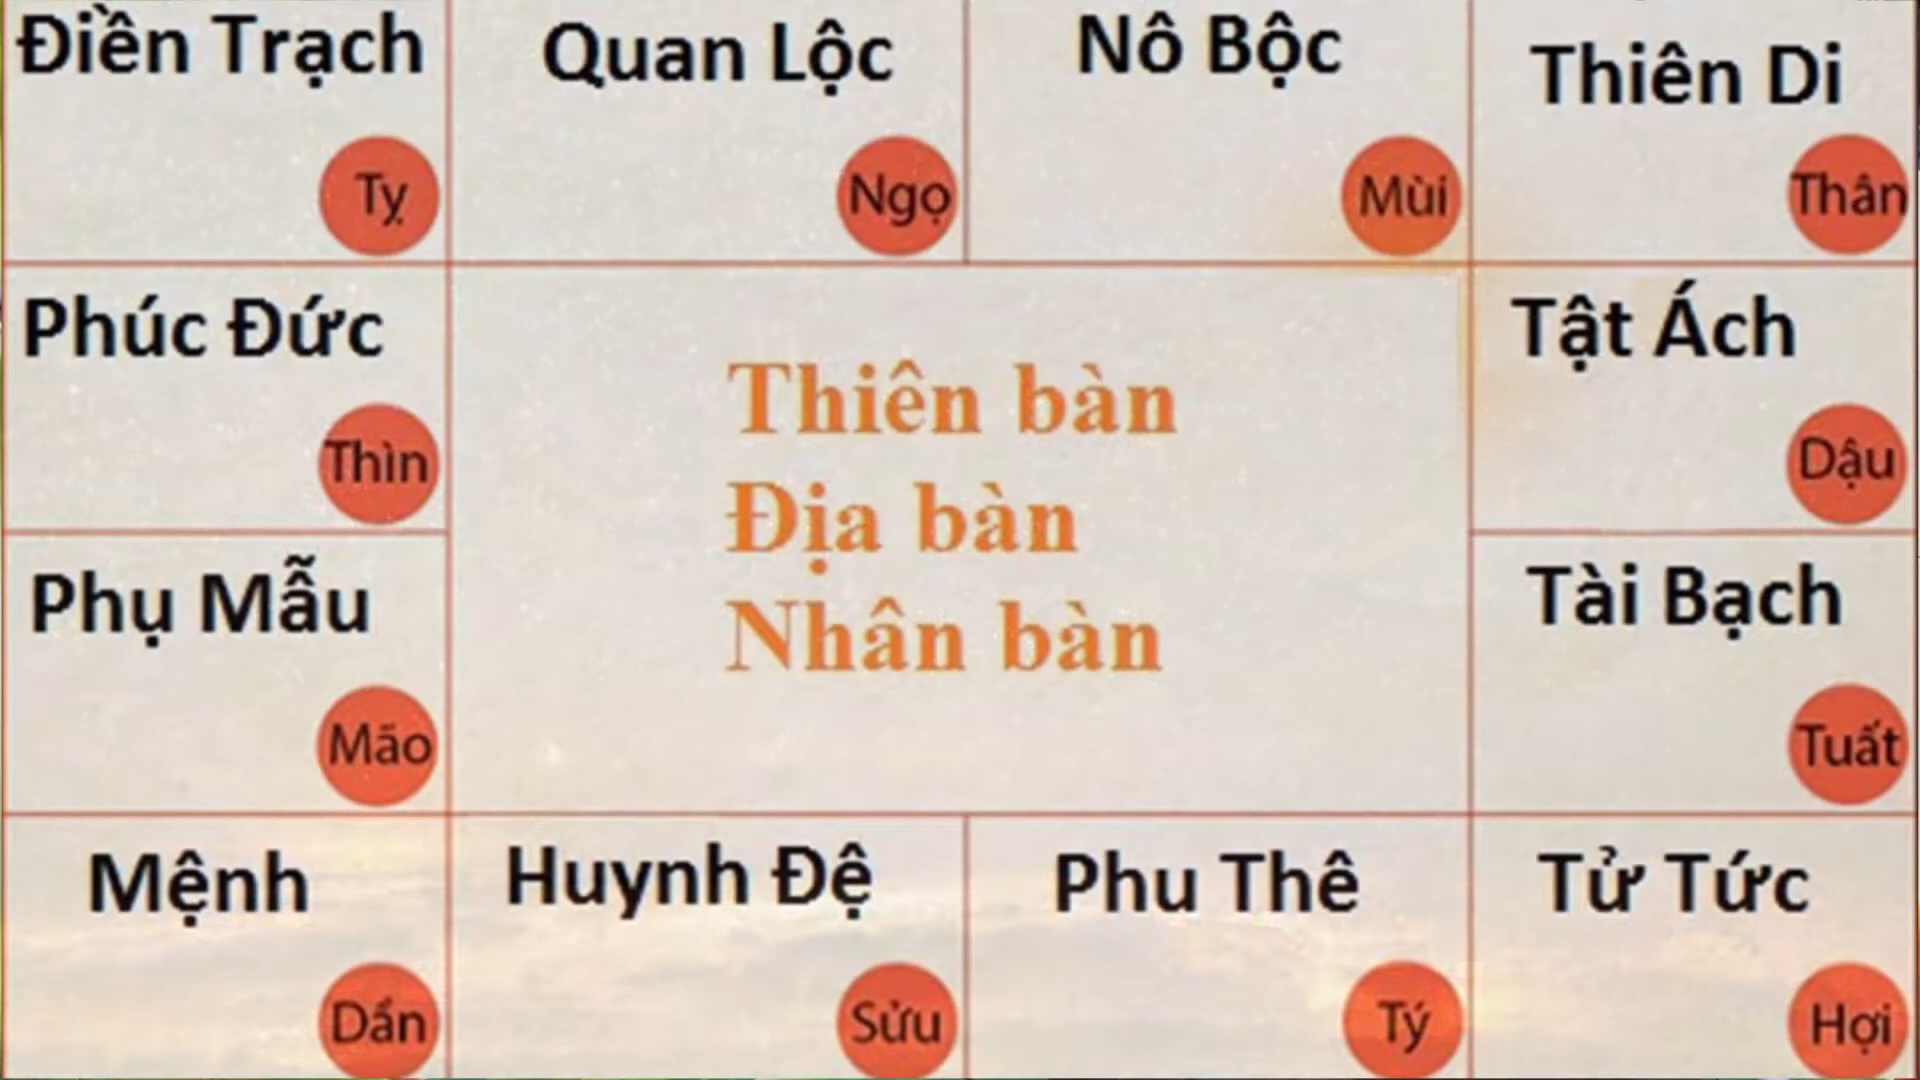 Điền Trạch
Tỵ
Quan Lộc
Ngọ
Nô Bộc
Mùi
Thiên Di
Thân
Phúc Đức
Thìn
Thiên bàn
Địa bàn
Nhân bàn
Tật Ách
Dậu
Phụ Mẫu
Mão
Tài Bạch
Tuất
Mệnh
Dần
Huynh Đệ
Sửu
Phu Thê
Tý
Tử Tức
Hợi